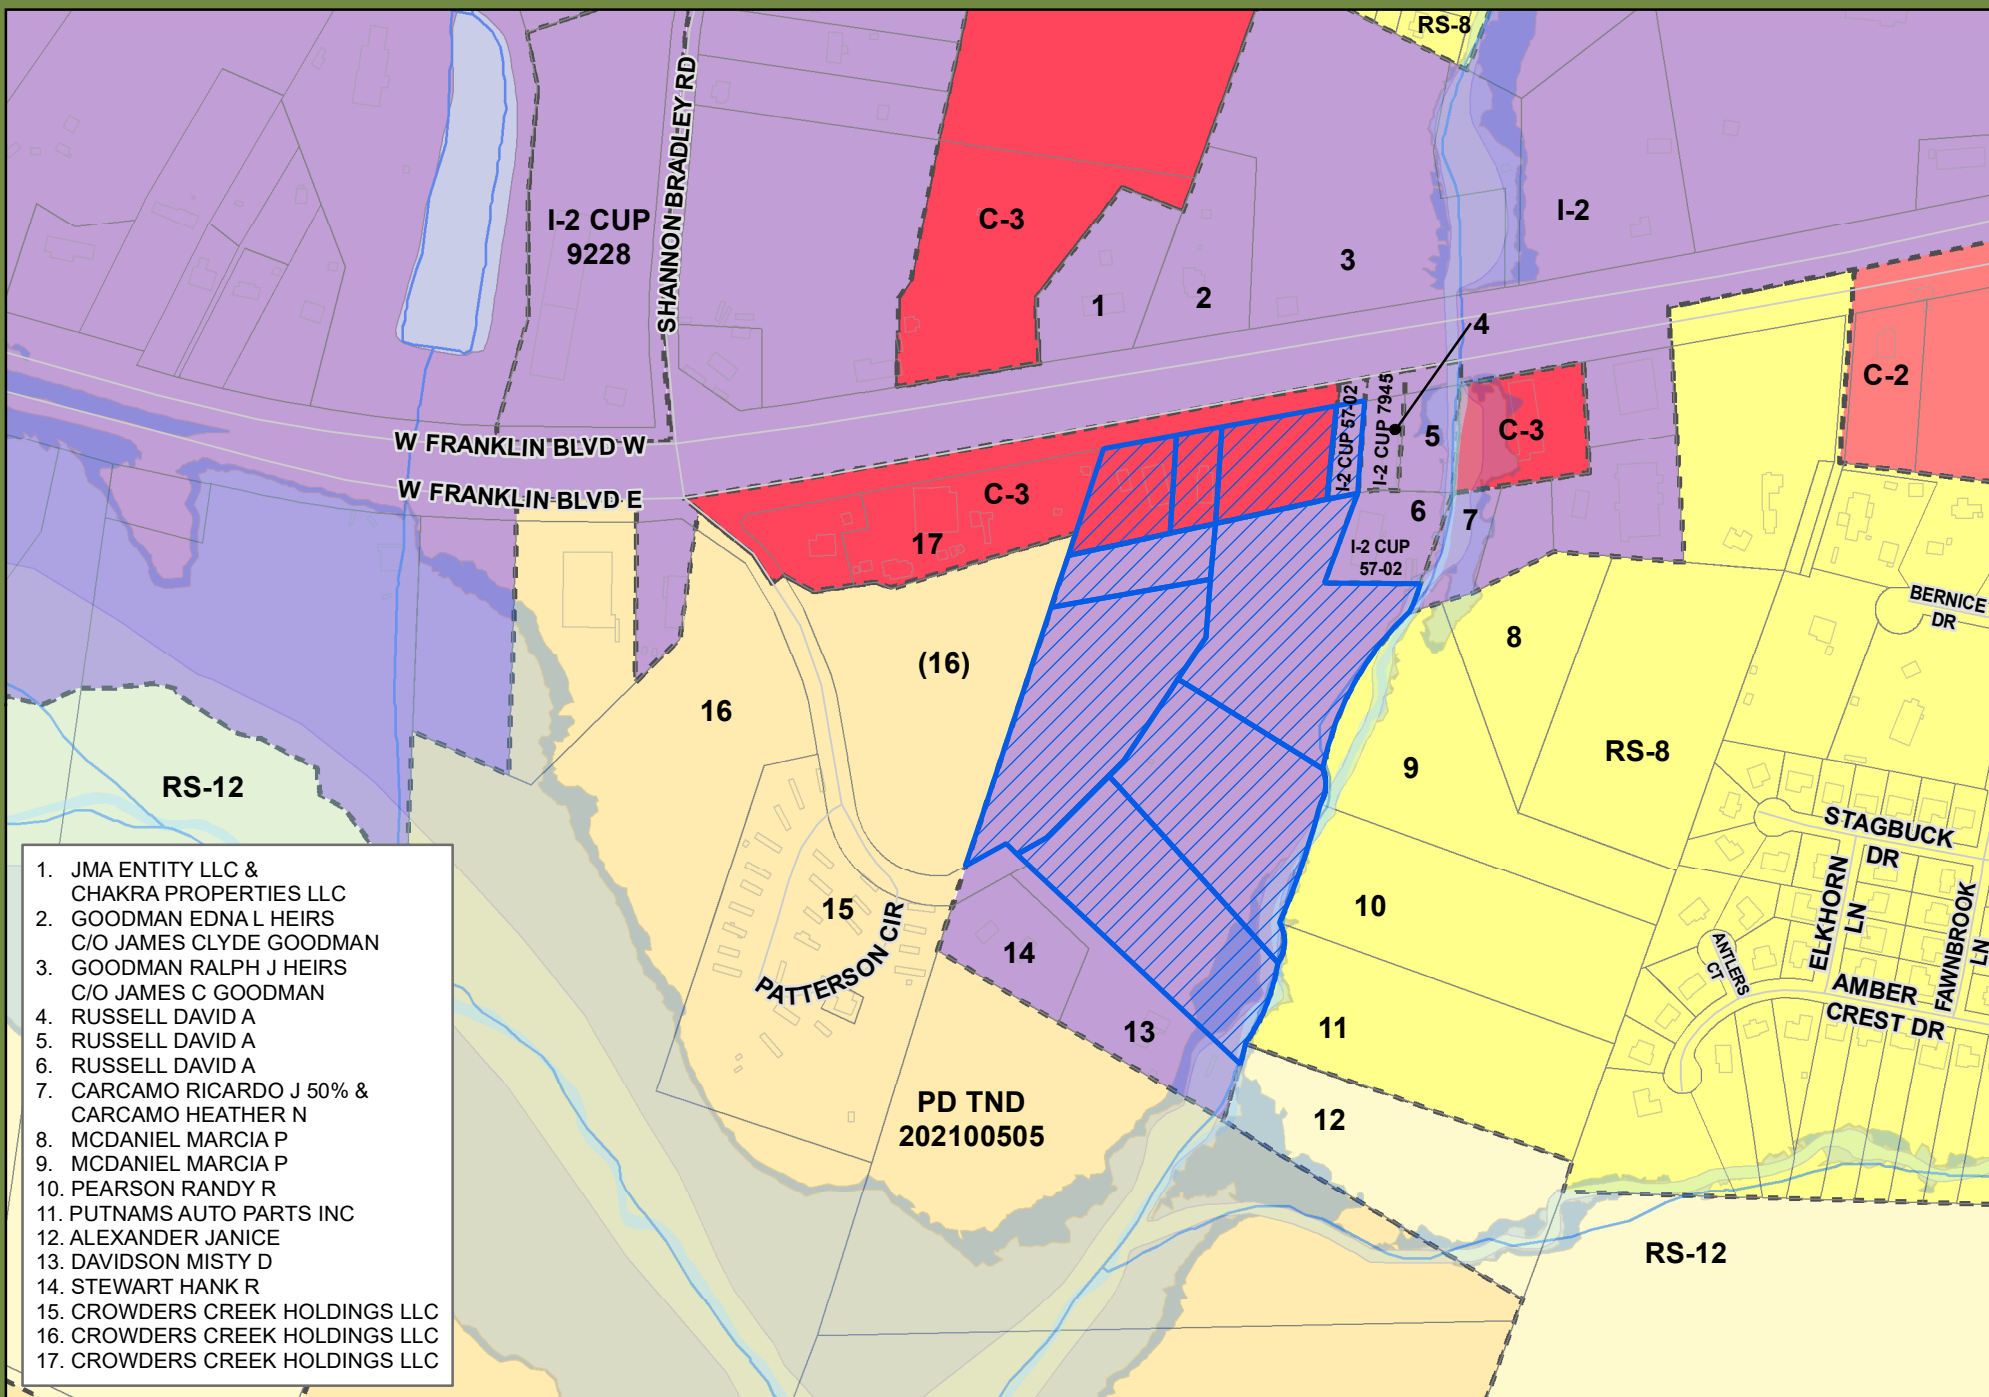 RS-8
SHANNON BRADLEY RD
I-2 CUP
9228
C-3
I-2
3
1
2
4
C-2
W FRANKLIN BLVD W
I-2 CUP 57-02
I-2 CUP 7945
5
C-3
W FRANKLIN BLVD E
C-3
17
6
7
I-2 CUP
57-02
BERNICE
DR
8
(16)
16
RS-8
9
RS-12
STAGBUCK
DR
ELKHORN
LN
FAWNBROOK
LN
15
PATTERSON CIR
10
14
ANTLERS
CT
AMBER
CREST DR
13
11
PD TND
202100505
12
RS-12
1. JMA ENTITY LLC &
CHAKRA PROPERTIES LLC
2. GOODMAN EDNA L HEIRS
C/O JAMES CLYDE GOODMAN
3. GOODMAN RALPH J HEIRS
C/O JAMES C GOODMAN
4. RUSSELL DAVID A
5. RUSSELL DAVID A
6. RUSSELL DAVID A
7. CARCAMO RICARDO J 50% &
CARCAMO HEATHER N
8. MCDANIEL MARCIA P
9. MCDANIEL MARCIA P
10. PEARSON RANDY R
11. PUTNAMS AUTO PARTS INC
12. ALEXANDER JANICE
13. DAVIDSON MISTY D
14. STEWART HANK R
15. CROWDERS CREEK HOLDINGS LLC
16. CROWDERS CREEK HOLDINGS LLC
17. CROWDERS CREEK HOLDINGS LLC